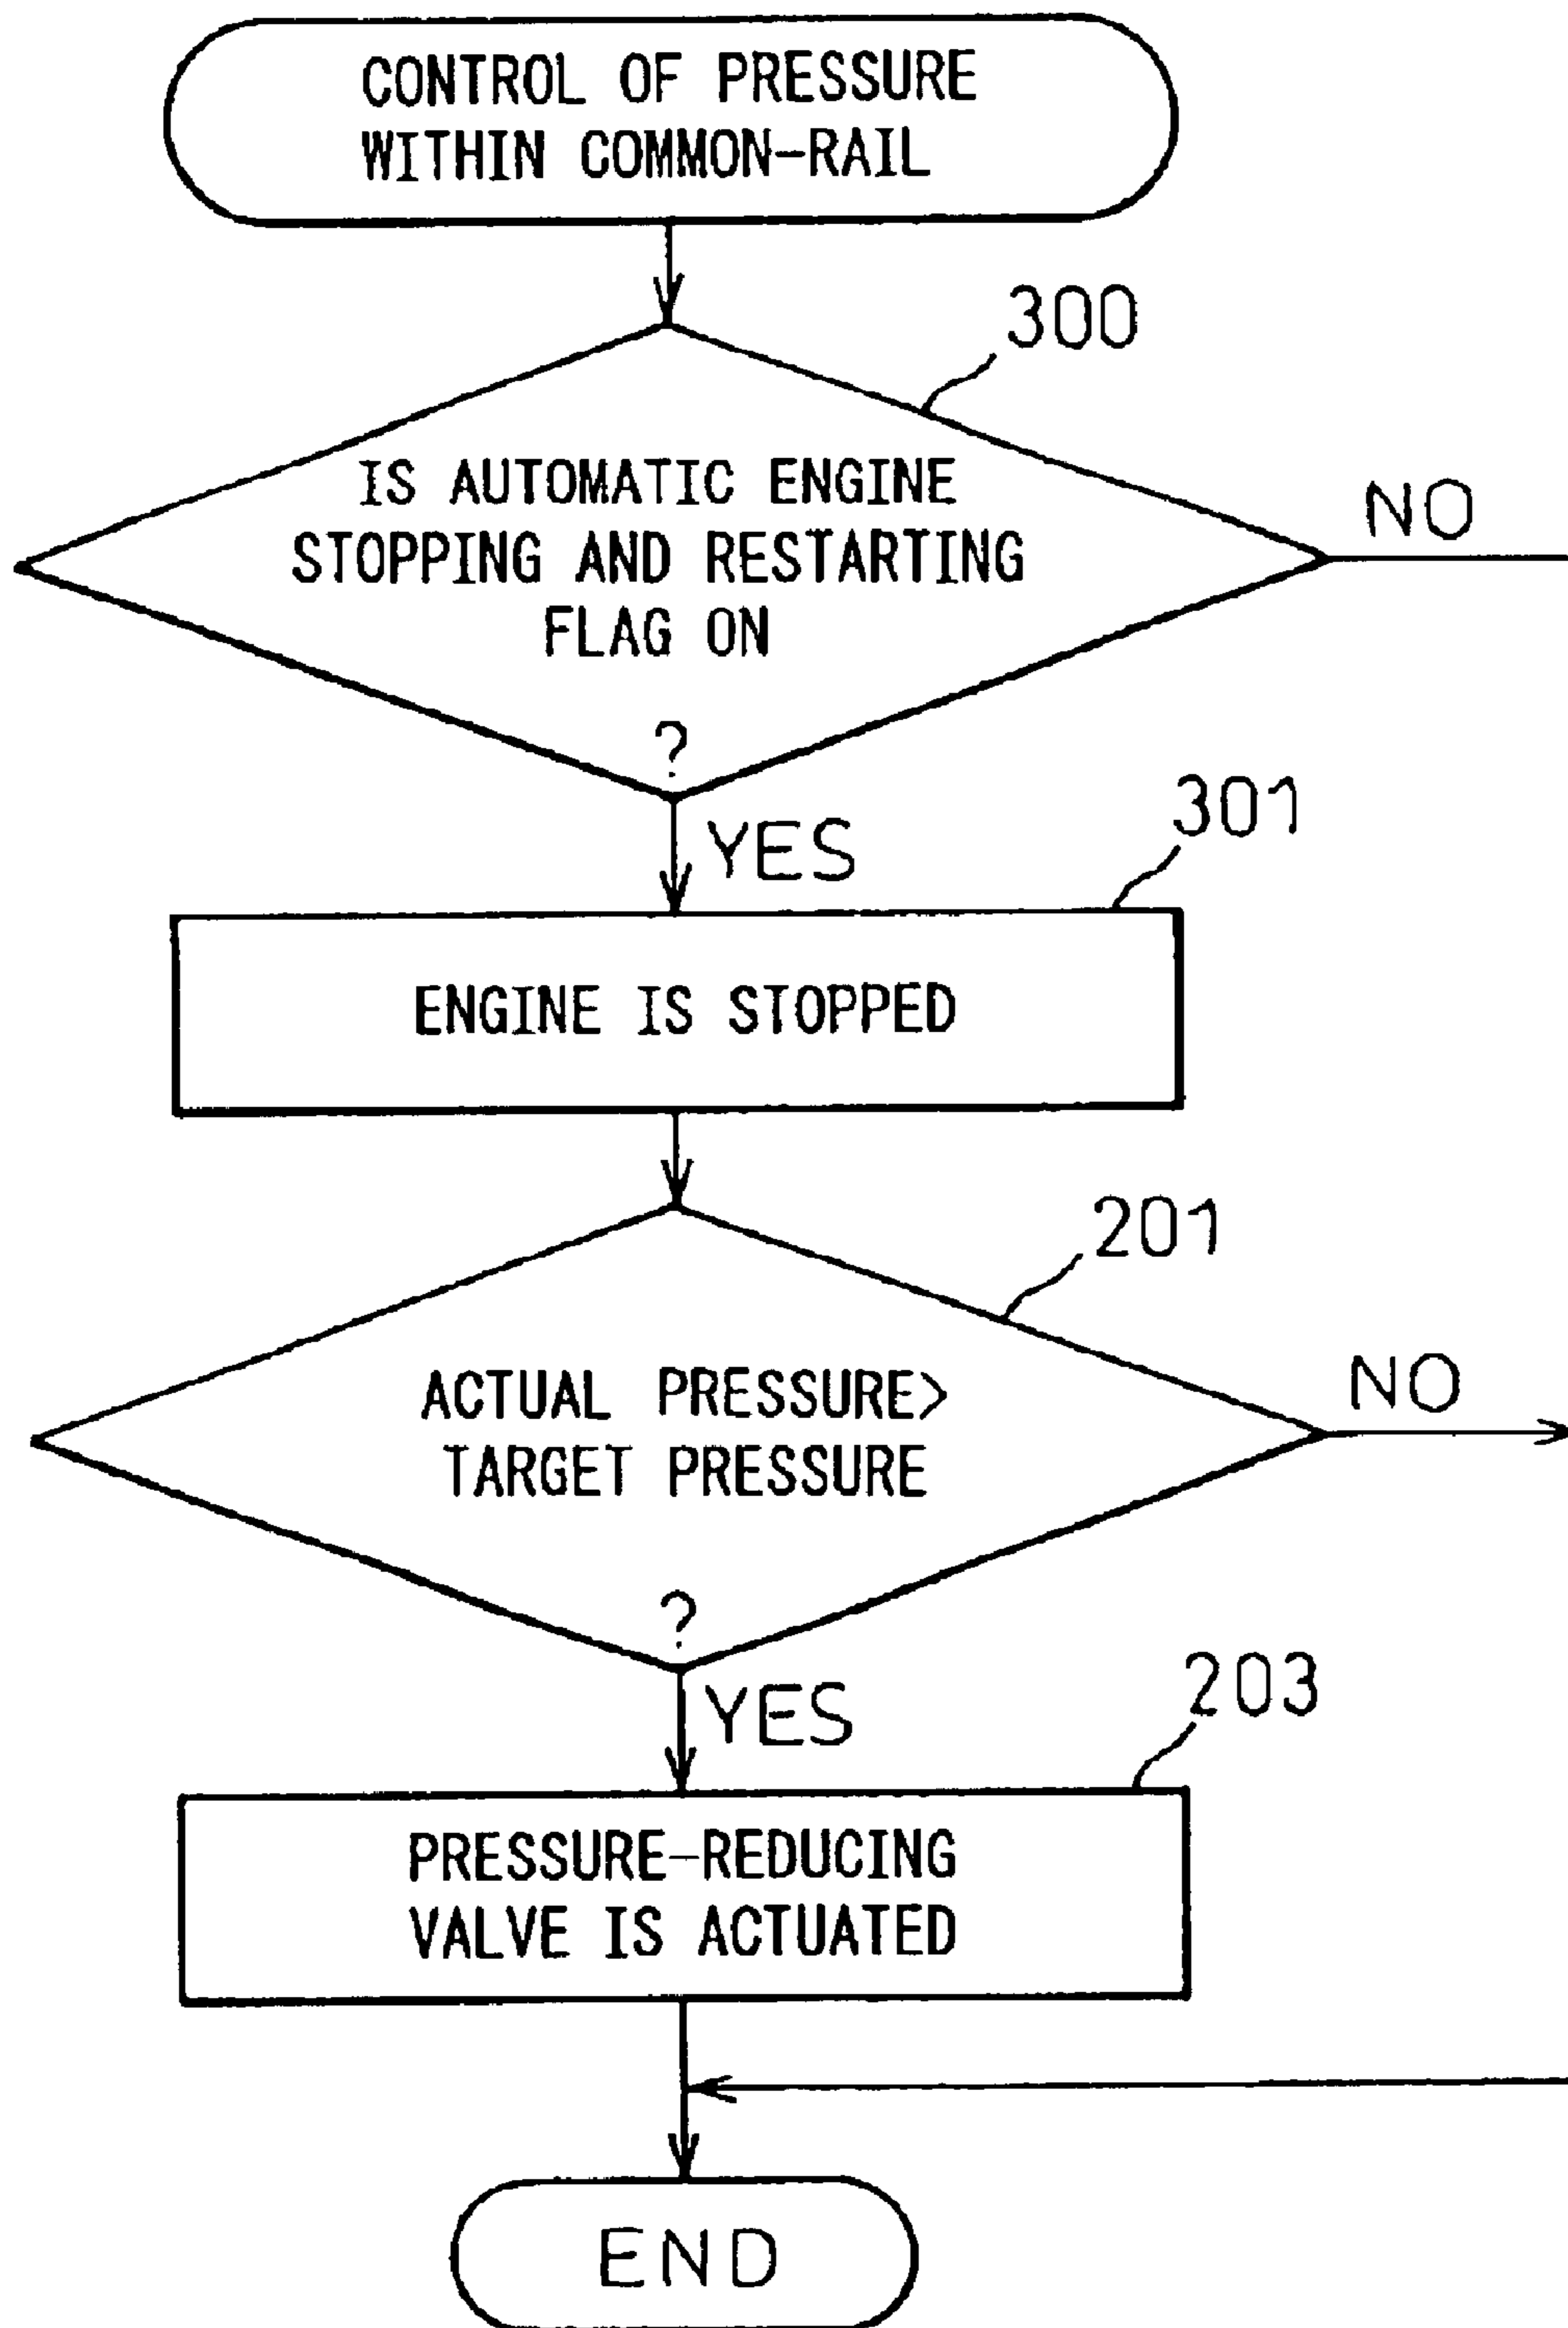 CONTROL OF PRESSURE
WITHIN COMMON-RAIL
300
IS AUTOMATIC ENGINE
STOPPING AND RESTARTING
FLAG ON
?
NO
YES
301
ENGINE IS STOPPED
201
ACTUAL PRESSURE>
TARGET PRESSURE
?
NO
YES
203
PRESSURE-REDUCING
VALVE IS ACTUATED
END